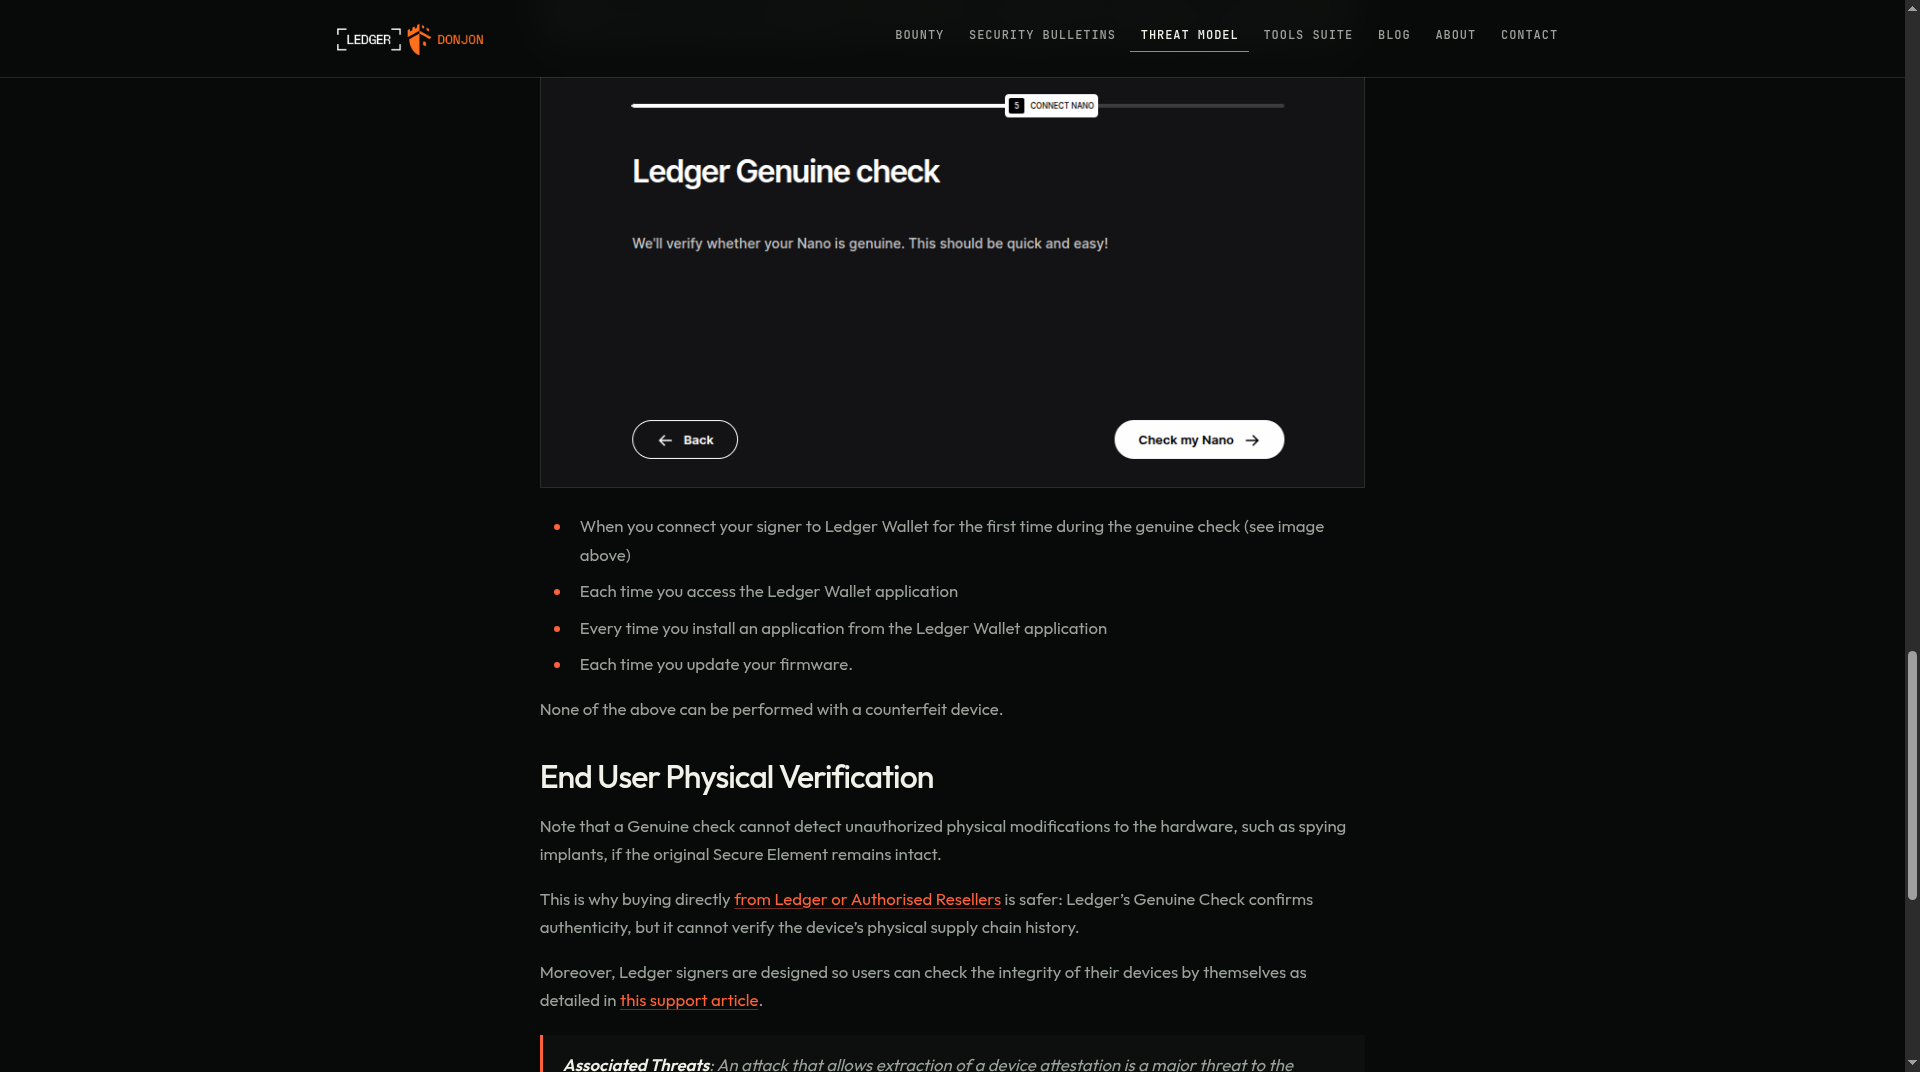 LEDGER DONJON
BOUNTY SECURITY BULLETINS THREAT MODEL TOOLS SUITE BLOG ABOUT CONTACT
5 CONNECT NANO
Ledger Genuine check
We'll verify whether your Nano is genuine. This should be quick and easy!
Back
Check my Nano
When you connect your signer to Ledger Wallet for the first time during the genuine check (see image
above)
Each time you access the Ledger Wallet application
Every time you install an application from the Ledger Wallet application
Each time you update your firmware.
None of the above can be performed with a counterfeit device.
End User Physical Verification
Note that a Genuine check cannot detect unauthorized physical modifications to the hardware, such as spying
implants, if the original Secure Element remains intact.
This is why buying directly from Ledger or Authorised Resellers is safer: Ledger’s Genuine Check confirms
authenticity, but it cannot verify the device’s physical supply chain history.
Moreover, Ledger signers are designed so users can check the integrity of their devices by themselves as
detailed in this support article.
Associated Threats: An attack that allows extraction of a device attestation is a major threat to the